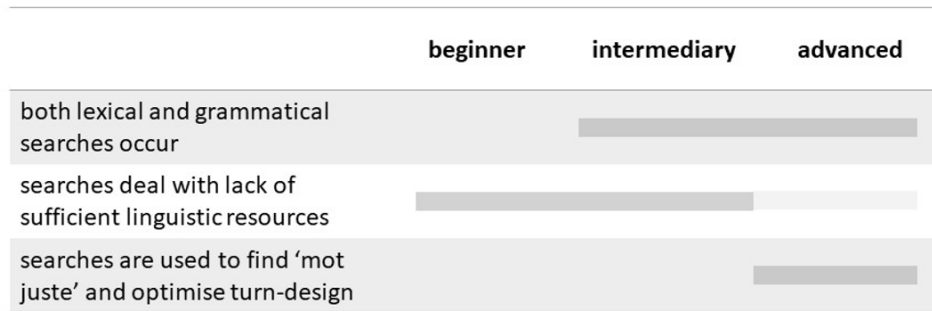 beginner intermediary advanced
both lexical and grammatical
searches occur
searches deal with lack of
sufficient linguistic resources
searches are used to find ‘mot
juste’ and optimise turn-design